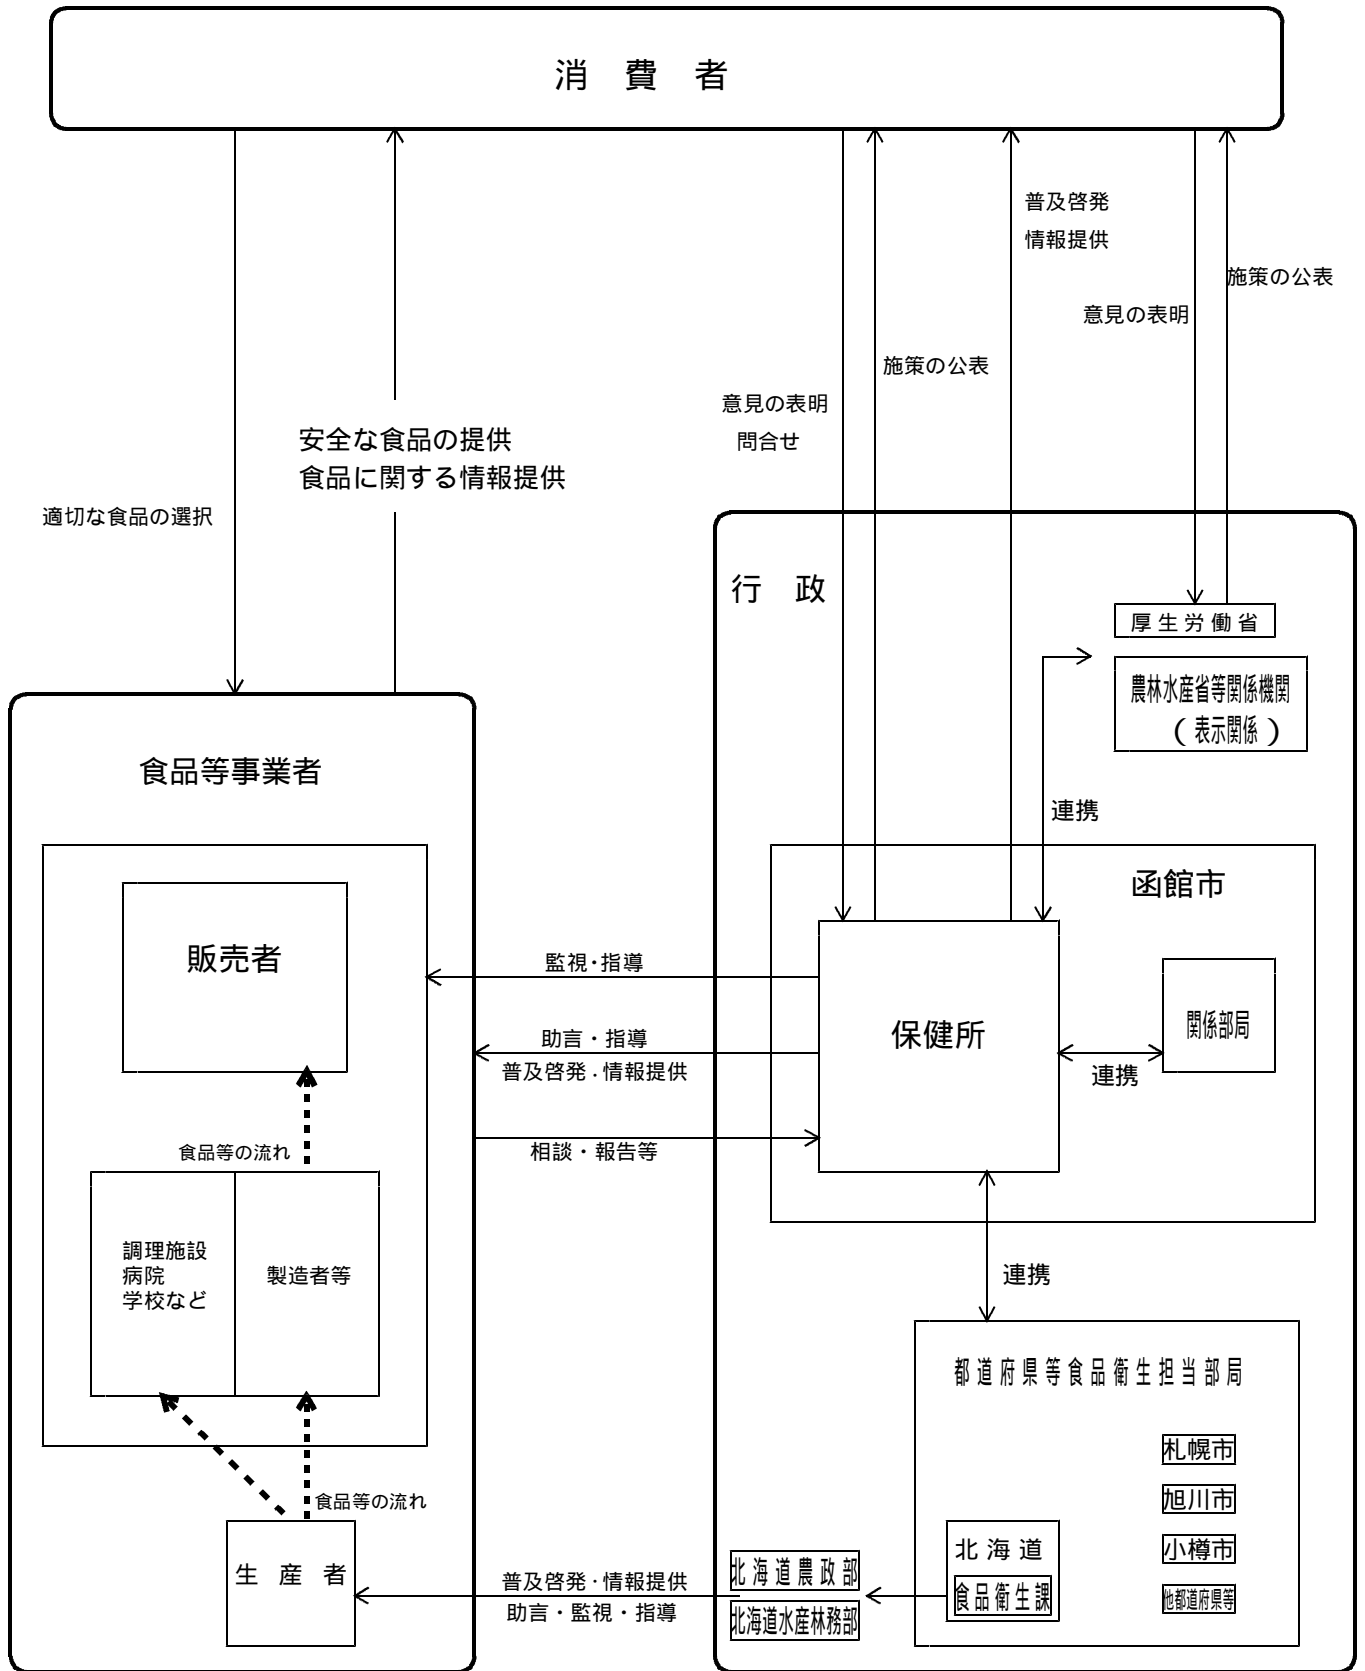 消　費　者
普及啓発
情報提供
施策の公表
意見の表明
施策の公表
意見の表明
問合せ
安全な食品の提供
食品に関する情報提供
適切な食品の選択
行　政
厚生労働省
農林水産省等関係機関
（表示関係）
食品等事業者
連携
函館市
販売者
監視・指導
保健所
関係部局
助言・指導
普及啓発・情報提供
連携
食品等の流れ
相談・報告等
調理施設
病院
学校など
製造者等
連携
都道府県等食品衛生担当部局
札幌市
旭川市
小樽市
他都道府県等
食品等の流れ
生　産　者
普及啓発・情報提供
助言・監視・指導
北海道農政部
北海道水産林務部
北海道
食品衛生課